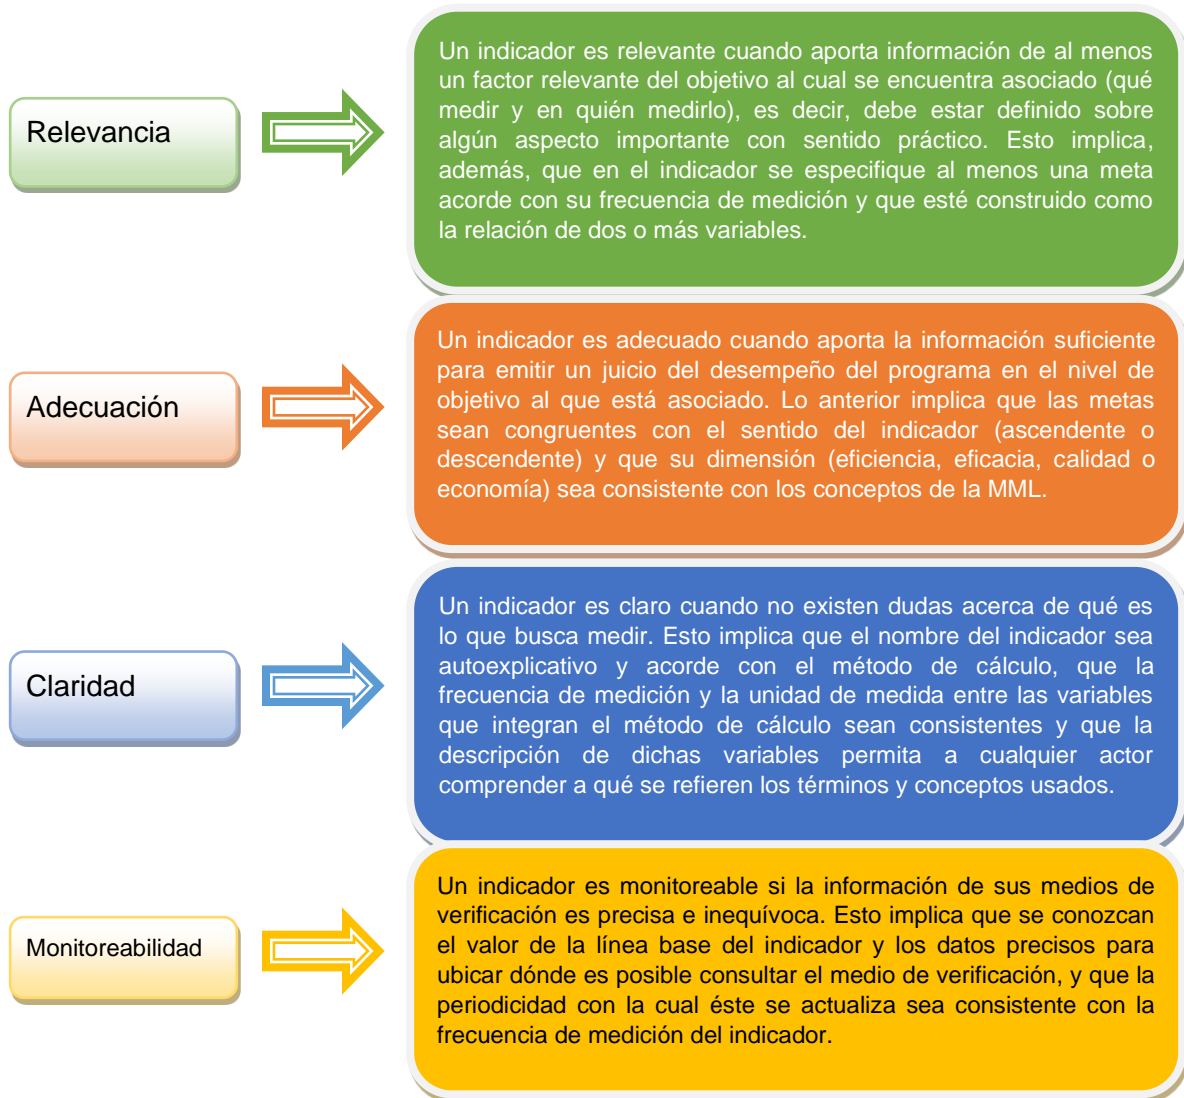 Relevancia
Un indicador es relevante cuando aporta información de al menos
un factor relevante del objetivo al cual se encuentra asociado (qué
medir y en quién medirlo), es decir, debe estar definido sobre
algún aspecto importante con sentido práctico. Esto implica,
además, que en el indicador se especifique al menos una meta
acorde con su frecuencia de medición y que esté construido como
la relación de dos o más variables.
Adecuación
Un indicador es adecuado cuando aporta la información suficiente
para emitir un juicio del desempeño del programa en el nivel de
objetivo al que está asociado. Lo anterior implica que las metas
sean congruentes con el sentido del indicador (ascendente o
descendente) y que su dimensión (eficiencia, eficacia, calidad o
economía) sea consistente con los conceptos de la MML.
Claridad
Un indicador es claro cuando no existen dudas acerca de qué es
lo que busca medir. Esto implica que el nombre del indicador sea
autoexplicativo y acorde con el método de cálculo, que la
frecuencia de medición y la unidad de medida entre las variables
que integran el método de cálculo sean consistentes y que la
descripción de dichas variables permita a cualquier actor
comprender a qué se refieren los términos y conceptos usados.
Monitoreabilidad
Un indicador es monitoreable si la información de sus medios de
verificación es precisa e inequívoca. Esto implica que se conozcan
el valor de la línea base del indicador y los datos precisos para
ubicar dónde es posible consultar el medio de verificación, y que la
periodicidad con la cual éste se actualiza sea consistente con la
frecuencia de medición del indicador.